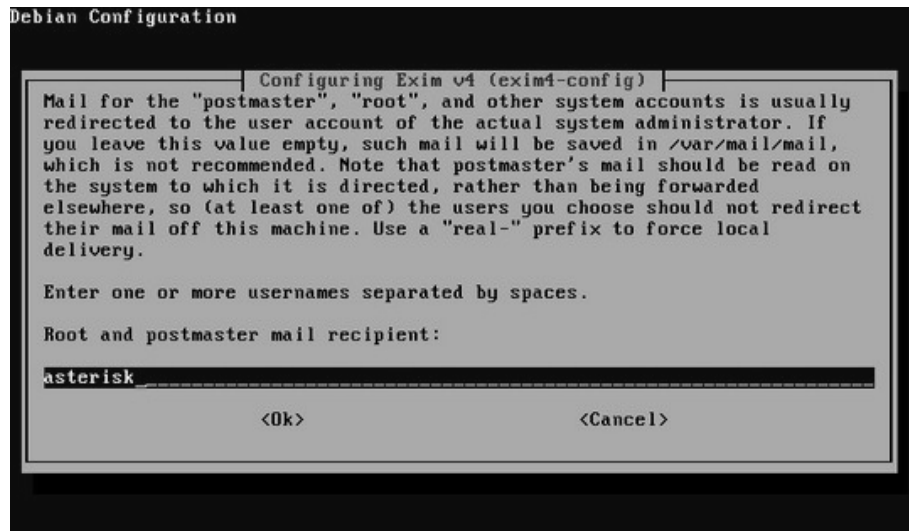 Debian Configuration
Configuring Exim v4 (exim4-config)
Mail for the "postmaster", "root", and other system accounts is usually
redirected to the user account of the actual system administrator. If
you leave this value empty, such mail will be saved in /var/mail/mail,
which is not recommended. Note that postmaster's mail should be read on
the system to which it is directed, rather than being forwarded
elsewhere, so (at least one of) the users you choose should not redirect
their mail off this machine. Use a "real-" prefix to force local
delivery.
Enter one or more usernames separated by spaces.
Root and postmaster mail recipient:
asterisk
<Ok> <Cancel>